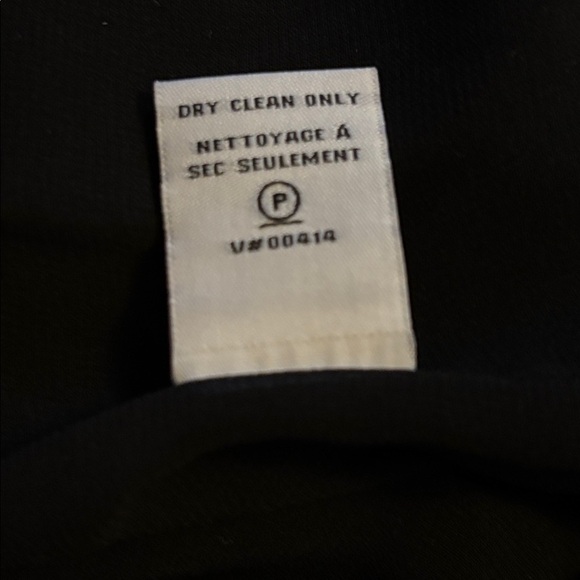 DRY CLEAN ONLY
NETTOYAGE Á
SEC SEULEMENT
P
V#00414